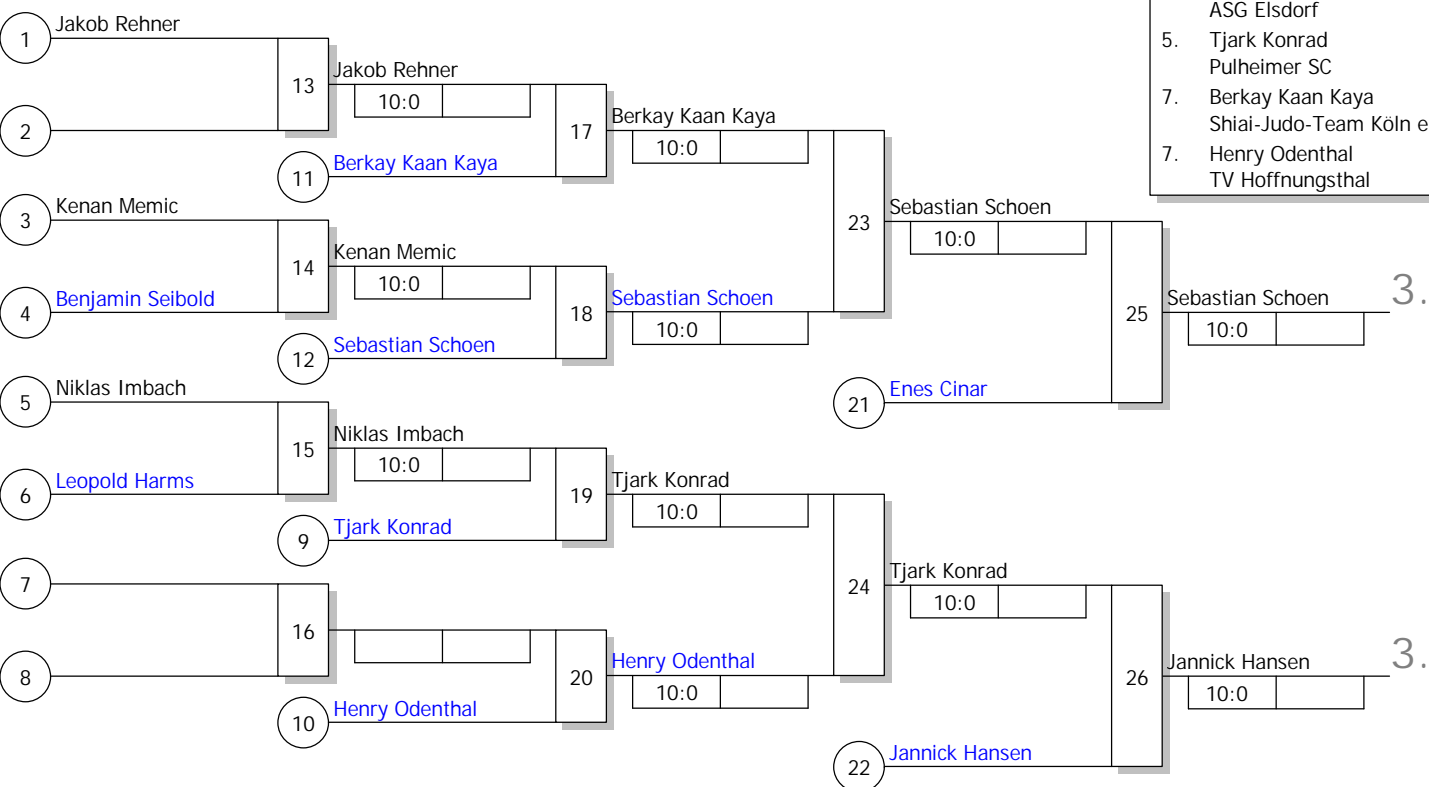 ASG Elsdorf
5. Tjark Konrad
Pulheimer SC
7. Berkay Kaan Kaya
Shiai-Judo-Team Köln e
7. Henry Odenthal
TV Hoffnungsthal
1 Jakob Rehner
13 Jakob Rehner
10:0
2
17 Berkay Kaan Kaya
10:0
11 Berkay Kaan Kaya
3 Kenan Memic
23 Sebastian Schoen
10:0
14 Kenan Memic
10:0
4 Benjamin Seibold
18 Sebastian Schoen
10:0
25 Sebastian Schoen 3.
10:0
12 Sebastian Schoen
5 Niklas Imbach
21 Enes Cinar
15 Niklas Imbach
10:0
6 Leopold Harms
19 Tjark Konrad
10:0
9 Tjark Konrad
7
24 Tjark Konrad
10:0
16
8
20 Henry Odenthal
10:0
26 Jannick Hansen 3.
10:0
10 Henry Odenthal
22 Jannick Hansen